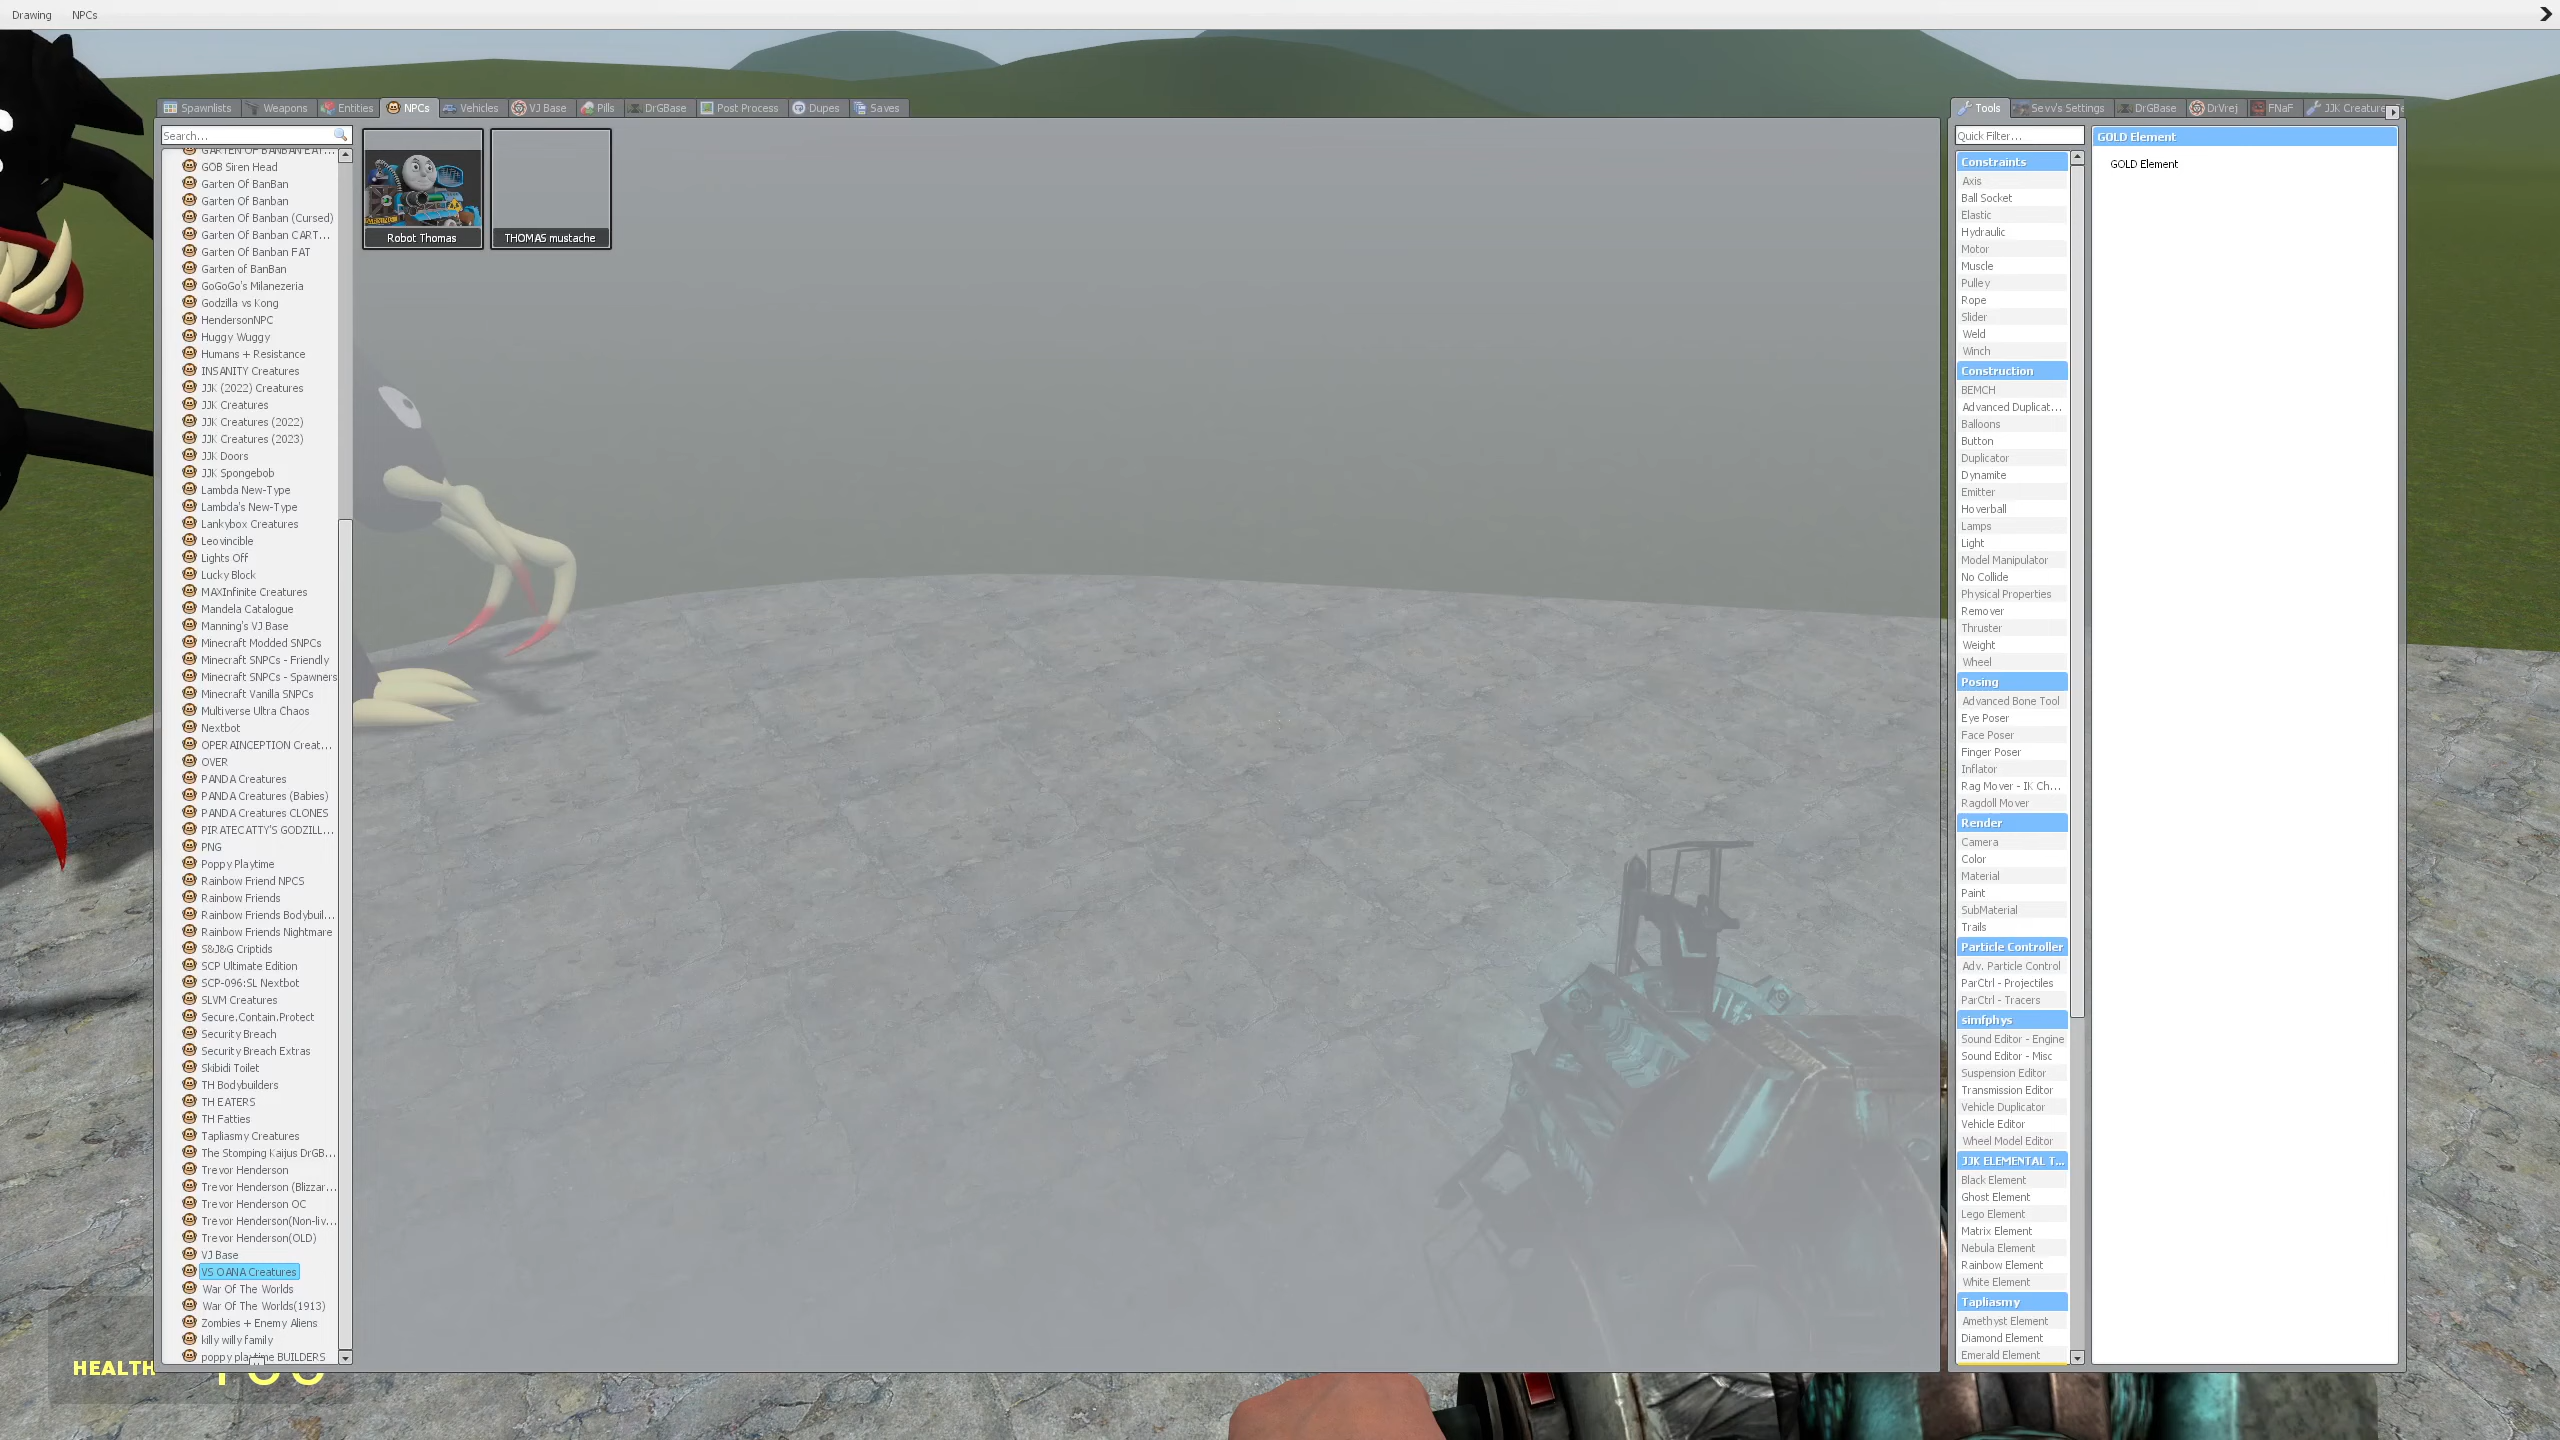 Drawing NPCs
Spawnlists Weapons Entities NPCs Vehicles VJ Base Pills DrGBase Post Process Dupes Saves
Search...
GARTEN OF BANBAN EAT...
GOB Siren Head
Garten Of BanBan
Garten Of Banban
Garten Of Banban (Cursed)
Garten Of Banban CART...
Garten Of Banban FAT
Garten of BanBan
GoGoGo's Milanezeria
Godzilla vs Kong
HendersonNPC
Huggy Wuggy
Humans + Resistance
INSANITY Creatures
JJK (2022) Creatures
JJK Creatures
JJK Creatures (2022)
JJK Creatures (2023)
JJK Doors
JJK Spongebob
Lambda New-Type
Lambda's New-Type
Lankybox Creatures
Leovincible
Lights Off
Lucky Block
MAXInfinite Creatures
Mandela Catalogue
Manning's VJ Base
Minecraft Modded SNPCs
Minecraft SNPCs - Friendly
Minecraft SNPCs - Spawners
Minecraft Vanilla SNPCs
Multiverse Ultra Chaos
Nextbot
OPERAINCEPTION Creat...
OVER
PANDA Creatures
PANDA Creatures (Babies)
PANDA Creatures CLONES
PIRATECATTY'S GODZILL...
PNG
Poppy Playtime
Rainbow Friend NPCS
Rainbow Friends
Rainbow Friends Bodybuil...
Rainbow Friends Nightmare
S&J&G Criptids
SCP Ultimate Edition
SCP-096:SL Nextbot
SLVM Creatures
Secure.Contain.Protect
Security Breach
Security Breach Extras
Skibidi Toilet
TH Bodybuilders
TH EATERS
TH Fatties
Tapliasmy Creatures
The Stomping Kaijus DrGB...
Trevor Henderson
Trevor Henderson (Blizzar...
Trevor Henderson OC
Trevor Henderson(Non-liv...
Trevor Henderson(OLD)
VJ Base
VS OANA Creatures
War Of The Worlds
War Of The Worlds(1913)
Zombies + Enemy Aliens
killy willy family
poppy playtime BUILDERS
Robot Thomas
THOMAS mustache
HEALTH 100
Tools Sevv's Settings DrGBase DrVrej FNaF JJK Creature
Quick Filter...
Constraints
Axis
Ball Socket
Elastic
Hydraulic
Motor
Muscle
Pulley
Rope
Slider
Weld
Winch
Construction
BEMCH
Advanced Duplicat...
Balloons
Button
Duplicator
Dynamite
Emitter
Hoverball
Lamps
Light
Model Manipulator
No Collide
Physical Properties
Remover
Thruster
Weight
Wheel
Posing
Advanced Bone Tool
Eye Poser
Face Poser
Finger Poser
Inflator
Rag Mover - IK Ch...
Ragdoll Mover
Render
Camera
Color
Material
Paint
SubMaterial
Trails
Particle Controller
Adv. Particle Control
ParCtrl - Projectiles
ParCtrl - Tracers
simfphys
Sound Editor - Engine
Sound Editor - Misc
Suspension Editor
Transmission Editor
Vehicle Duplicator
Vehicle Editor
Wheel Model Editor
JJK ELEMENTAL T...
Black Element
Ghost Element
Lego Element
Matrix Element
Nebula Element
Rainbow Element
White Element
Tapliasmy
Amethyst Element
Diamond Element
Emerald Element
GOLD Element
GOLD Element